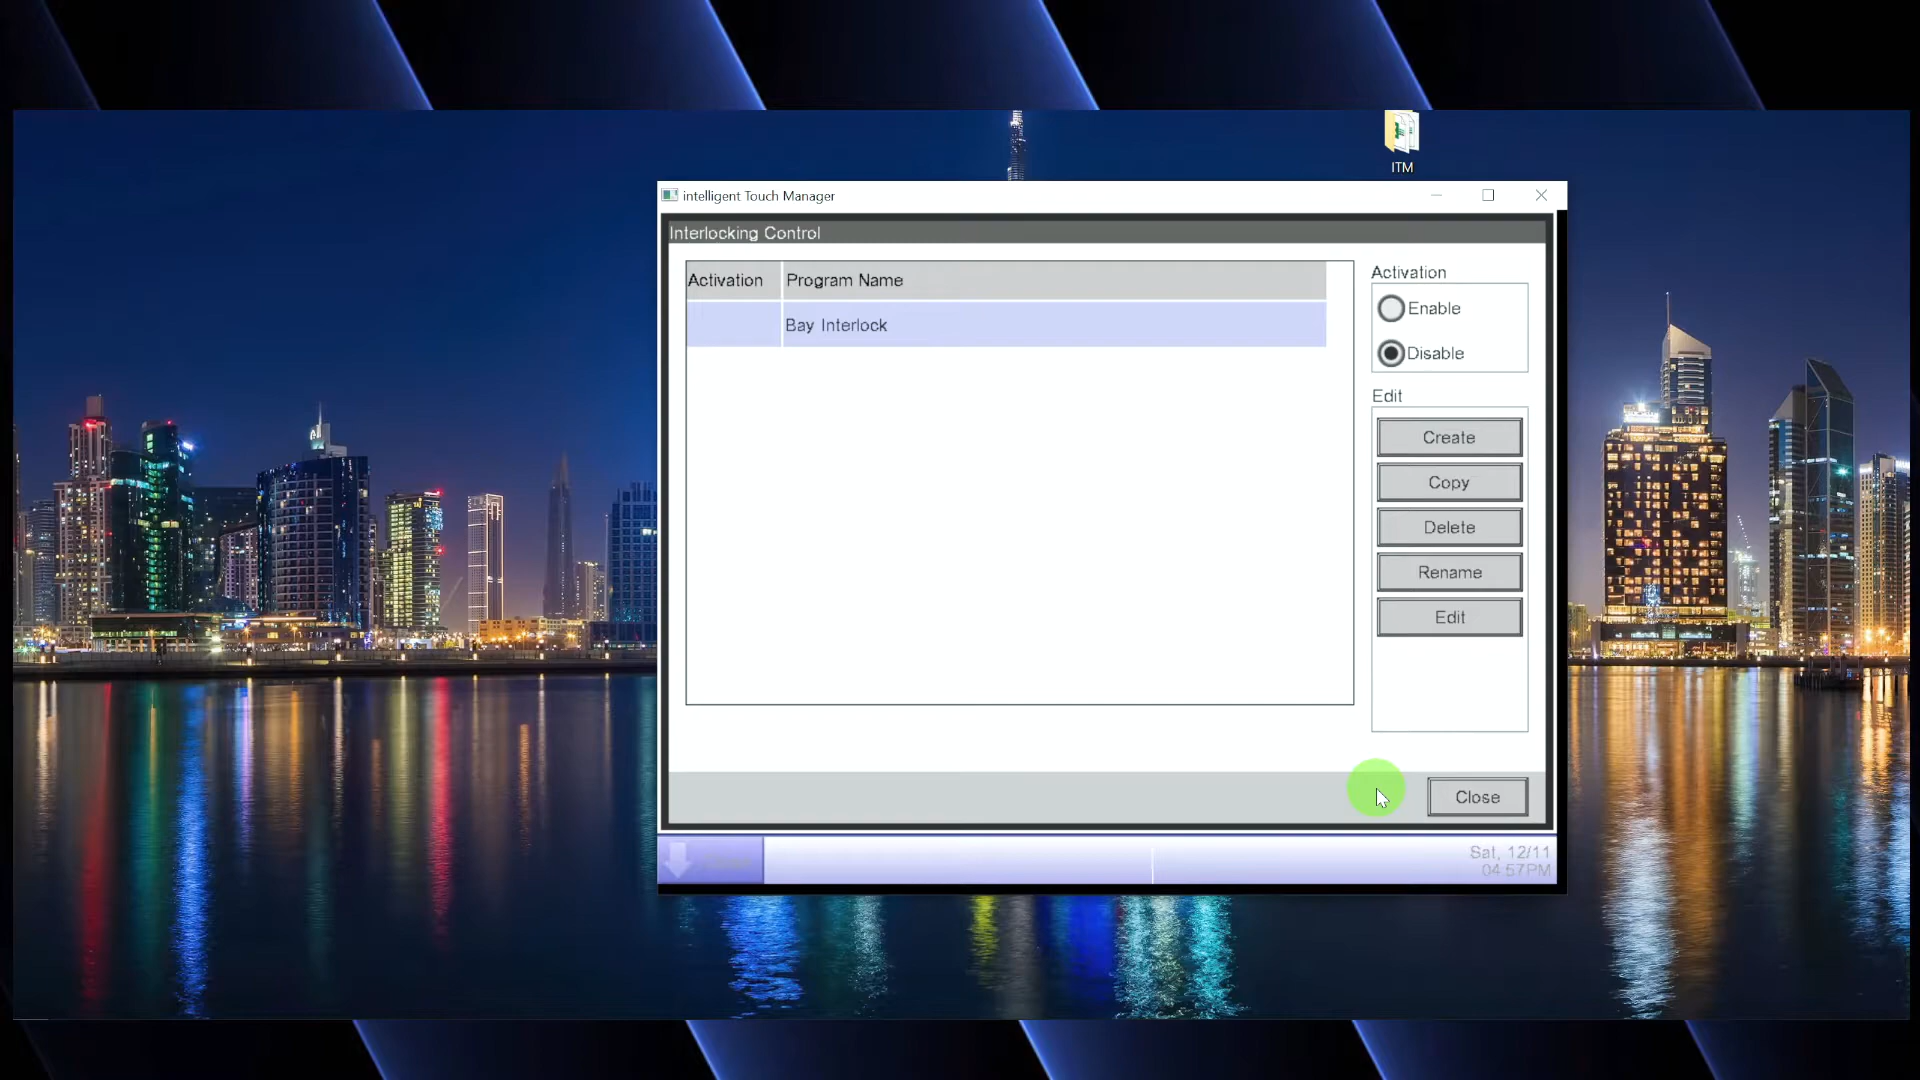 ITM
intelligent Touch Manager
Interlocking Control
Activation Program Name
Bay Interlock
Activation
Enable
Disable
Edit
Create
Copy
Delete
Rename
Edit
Close
Sat, 12/11
04:57PM